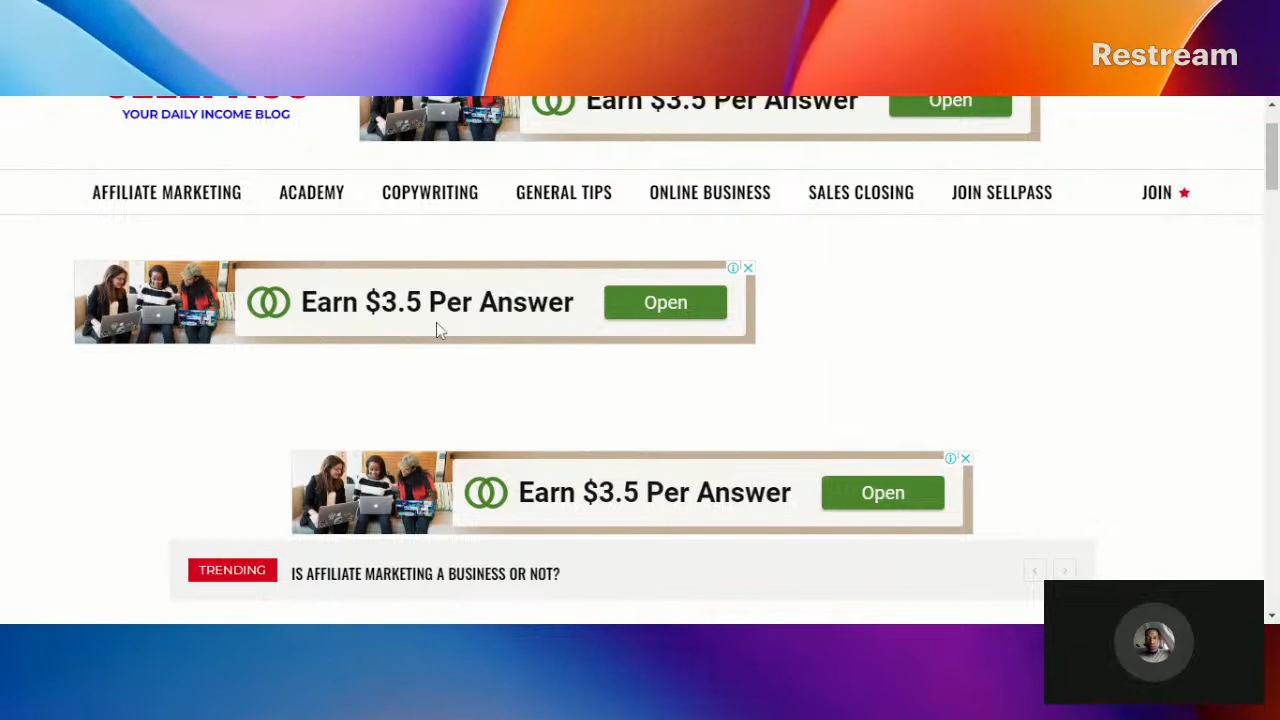 Restream
YOUR DAILY INCOME BLOG
Earn $3.5 Per Answer
Open
AFFILIATE MARKETING ACADEMY COPYWRITING GENERAL TIPS ONLINE BUSINESS SALES CLOSING JOIN SELLPASS JOIN
Earn $3.5 Per Answer
Open
Earn $3.5 Per Answer
Open
TRENDING IS AFFILIATE MARKETING A BUSINESS OR NOT?